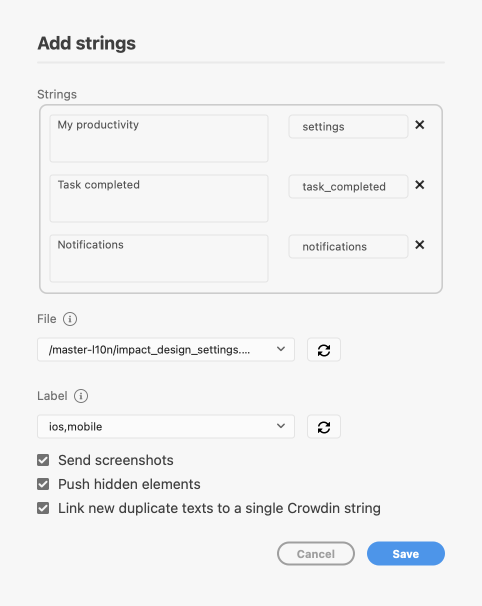 Add strings
Strings
My productivity
settings
Task completed
task_completed
Notifications
notifications
File
/master-l10n/impact_design_settings....
Label
ios,mobile
Send screenshots
Push hidden elements
Link new duplicate texts to a single Crowdin string
Cancel
Save